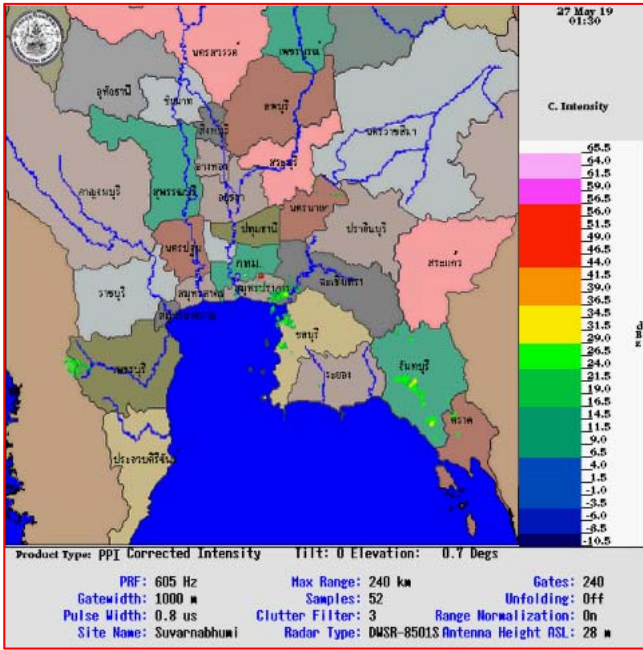 27 May 19
01:30
C. Intensity
นครสวรรค์
เพชรบูรณ์
อุทัยธานี
ชัยนาท
ลพบุรี
สิงห์บุรี
นครราชสีมา
อ่างทอง
สระบุรี
กาญจนบุรี
สุพรรณบุรี
อยุธยา
นครนายก
ปราจีนบุรี
ปทุมธานี
นครปฐม
สระแก้ว
กทม.
ฉะเชิงเทรา
ราชบุรี
สมุทรสาคร
สมุทรปราการ
ชลบุรี
เพชรบุรี
ระยอง
จันทบุรี
ตราด
ประจวบคีรีขันธ์
65.5
64.0
61.5
59.0
56.5
56.0
51.5
49.0
46.5
44.0
41.5
39.0
36.5
34.0
31.5
29.0
26.5
24.0
21.5
19.0
16.5
14.5
11.5
9.0
6.5
4.0
-1.5
-1.0
-3.5
-6.0
-8.5
-10.5
Product Type: PPI Corrected Intensity Tilt: 0 Elevation: 0.7 Degs
PRF: 605 Hz Max Range: 240 km Gates: 240
Gatewidth: 1000 m Samples: 52 Unfolding: Off
Pulse Width: 0.8 us Clutter Filter: 3 Range Normalization: On
Site Name: Suvarnabhumi Radar Type: DWSR-8501S Antenna Height ASL: 28 m